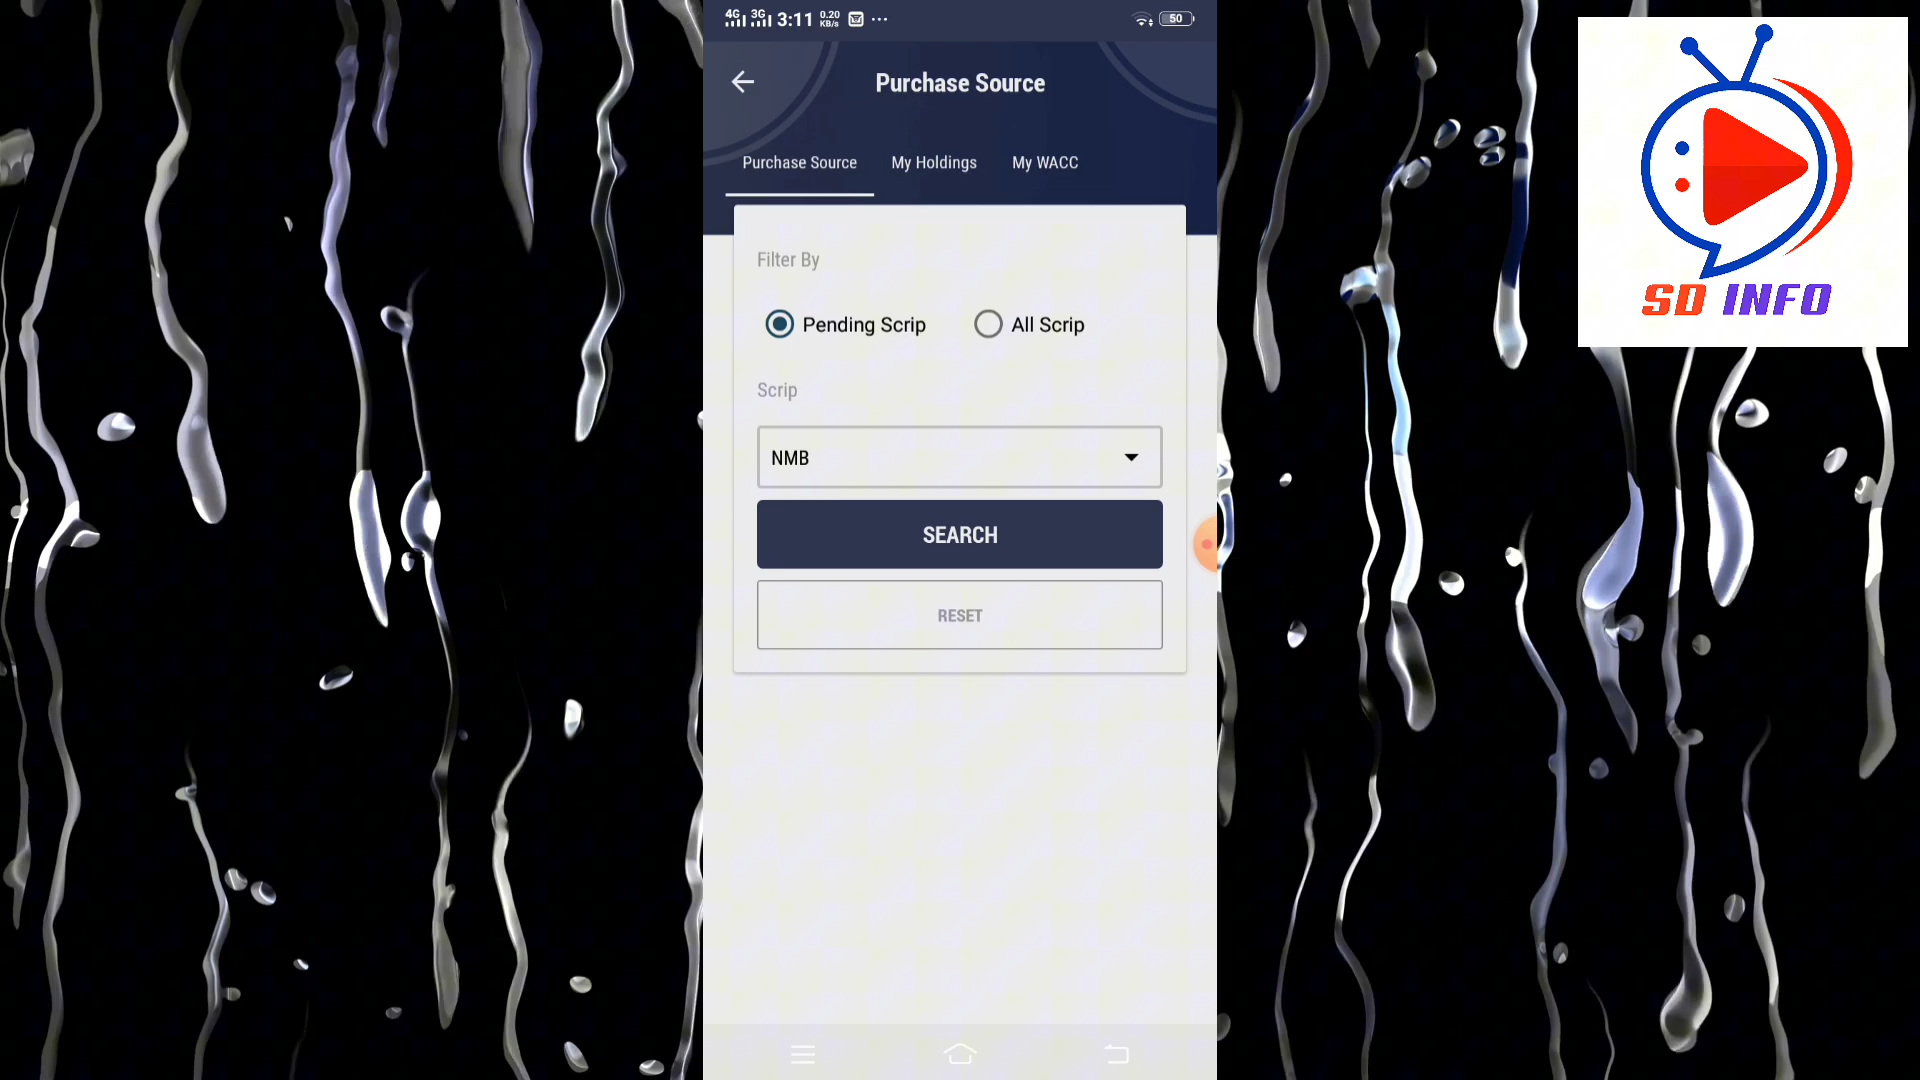 4G 3G 3:11 0.20 KB/s ... 50
Purchase Source
Purchase Source My Holdings My WACC
Filter By
Pending Scrip All Scrip
Scrip
NMB
SEARCH
RESET
SD INFO